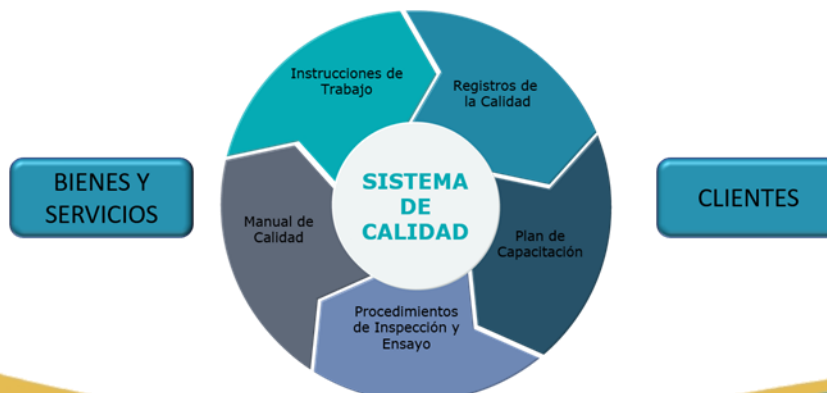 Instrucciones de
Trabajo
Registros de
la Calidad
BIENES Y
SERVICIOS
SISTEMA
DE
CALIDAD
CLIENTES
Manual de
Calidad
Plan de
Capacitación
Procedimientos
de Inspección y
Ensayo